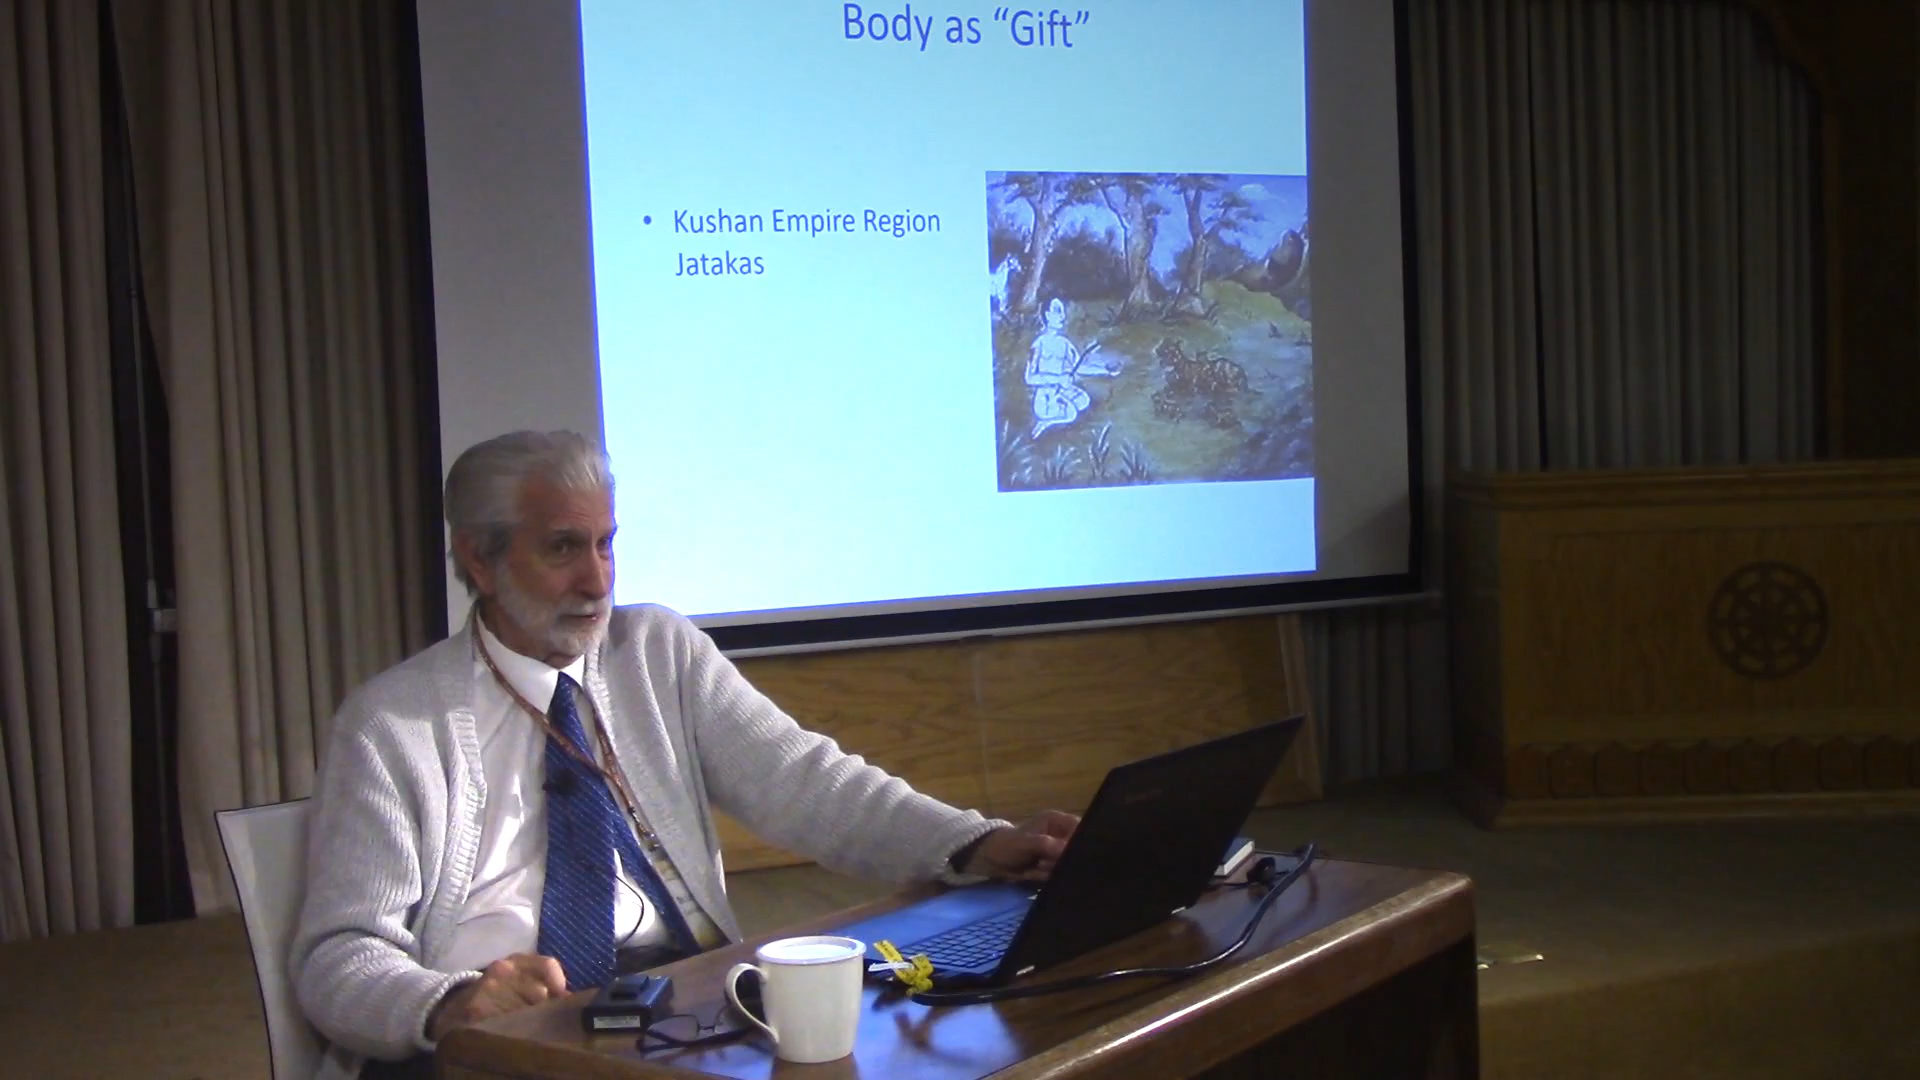 Body as “Gift”
• Kushan Empire Region
Jatakas